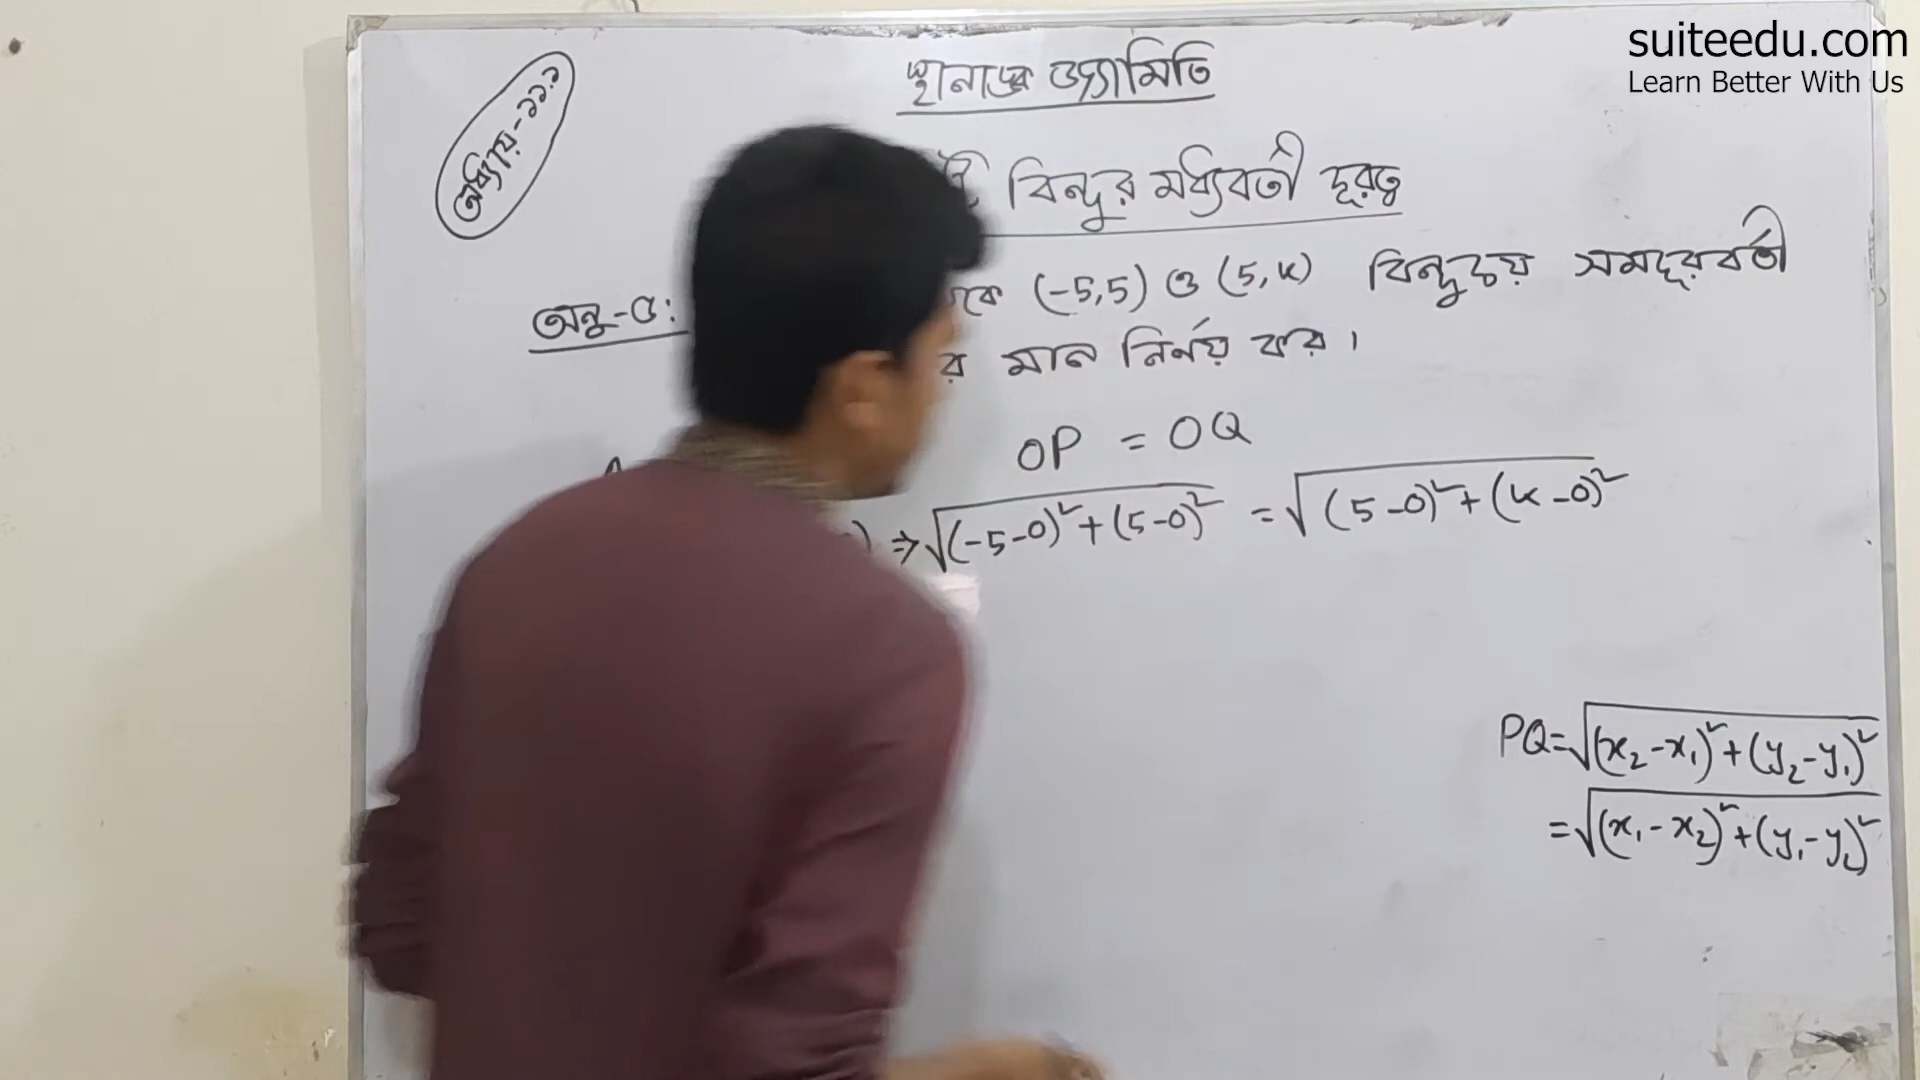 suiteedu.com
Learn Better With Us
অধ্যায়-১১.১
স্থানাঙ্ক জ্যামিতি
বিন্দুর মধ্যবর্তী দূরত্ব
অনু-৫: থেকে (-5,5) ও (5,k) বিন্দুদ্বয় সমদূরবর্তী
র মান নির্ণয় কর।
OP = OQ
⇒ √(-5-0)²+(5-0)² = √(5-0)²+(k-0)²
PQ=√(x₂-x₁)²+(y₂-y₁)²
=√(x₁-x₂)²+(y₁-y₂)²